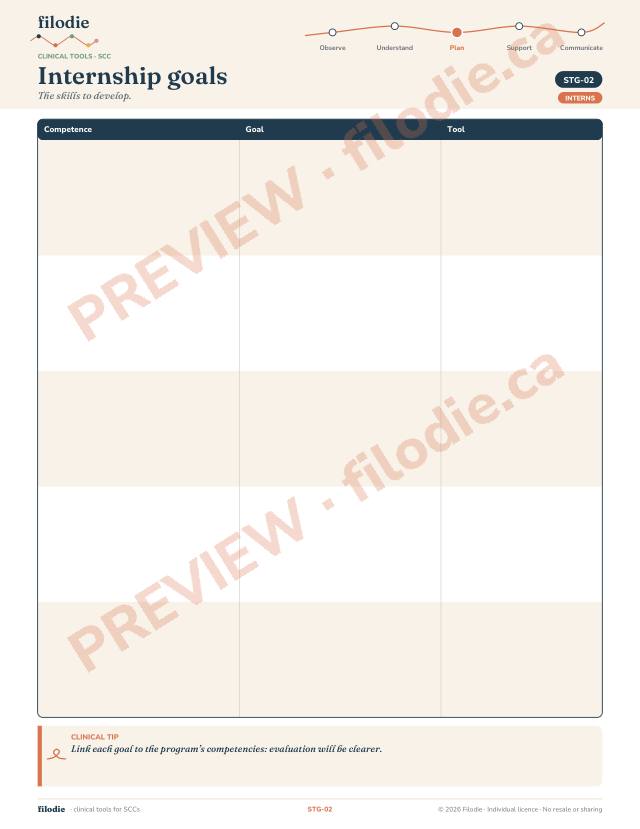 filodie
CLINICAL TOOLS · SCC
Observe Understand Plan Support Communicate
Internship goals
The skills to develop.
STG-02
INTERNS
Competence Goal Tool
PREVIEW · filodie.ca
PREVIEW · filodie.ca
CLINICAL TIP
Link each goal to the program's competencies: evaluation will be clearer.
filodie · clinical tools for SCCs STG-02 © 2026 Filodie · Individual licence · No resale or sharing